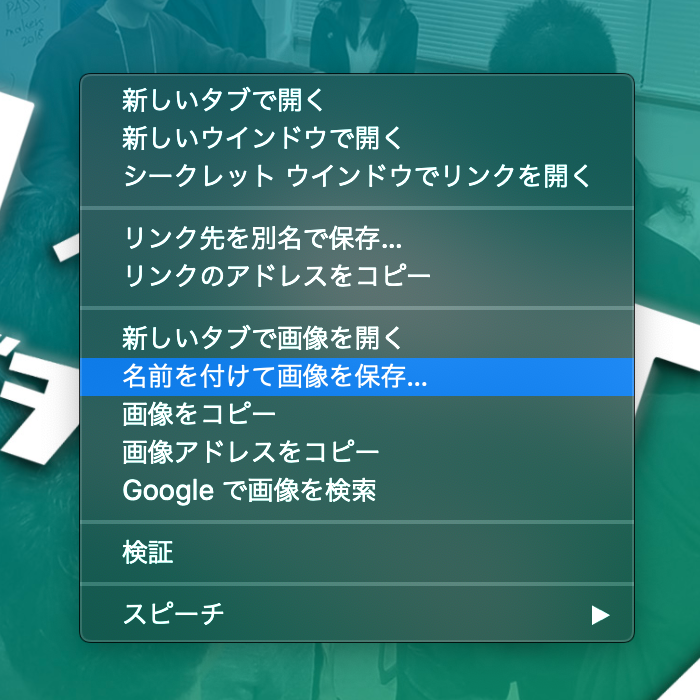 PASS!
新しいタブで開く
新しいウインドウで開く
シークレット ウインドウでリンクを開く
リンク先を別名で保存...
リンクのアドレスをコピー
新しいタブで画像を開く
名前を付けて画像を保存...
画像をコピー
画像アドレスをコピー
Google で画像を検索
検証
スピーチ